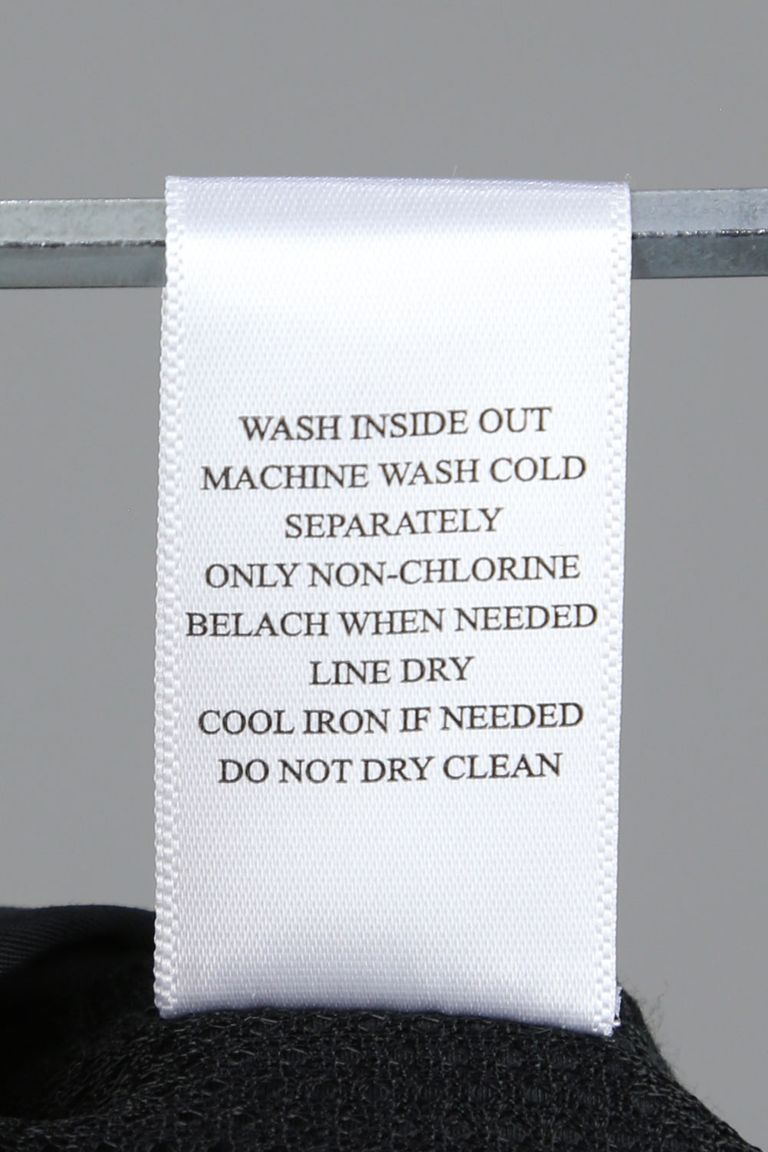 WASH INSIDE OUT
MACHINE WASH COLD
SEPARATELY
ONLY NON-CHLORINE
BELACH WHEN NEEDED
LINE DRY
COOL IRON IF NEEDED
DO NOT DRY CLEAN